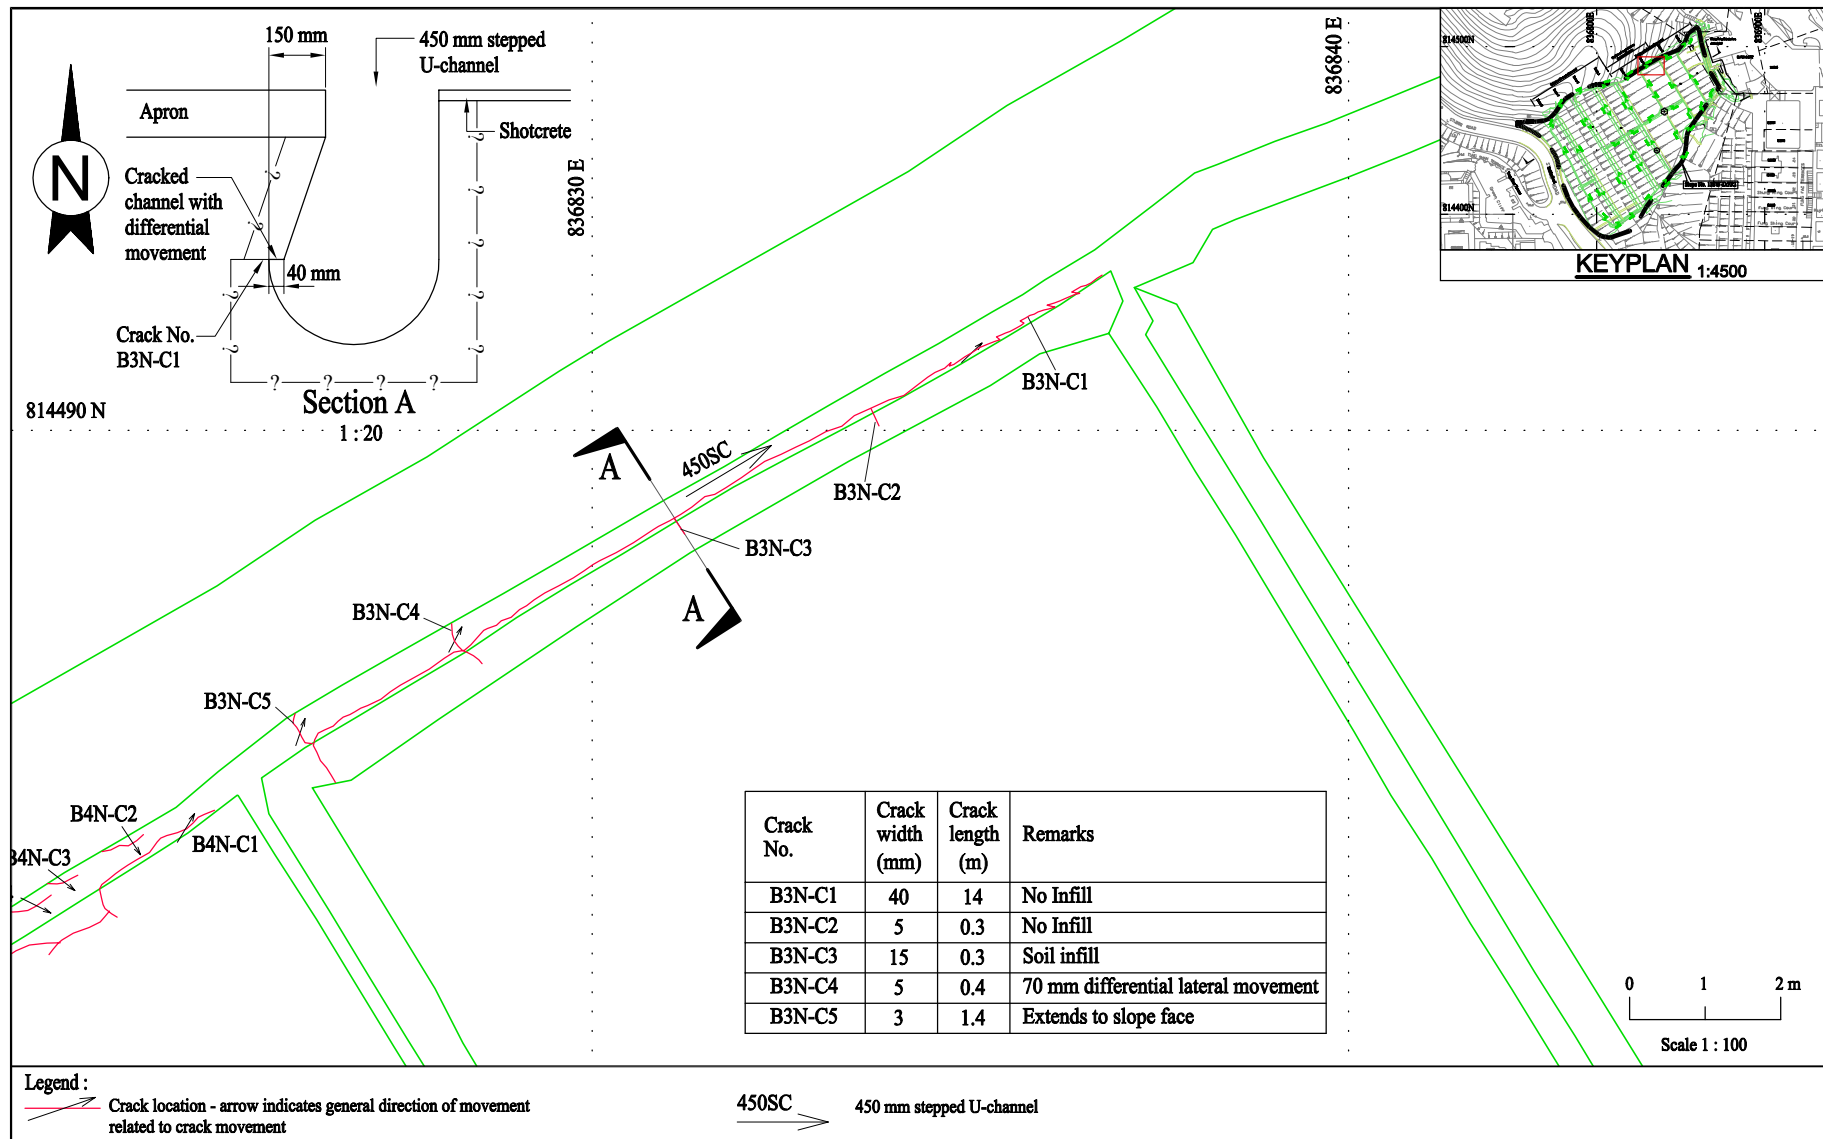 150 mm
450 mm stepped
U-channel
Apron
Shotcrete
N
Cracked
channel with
differential
movement
40 mm
Crack No.
B3N-C1
?
?
?
?
?
?
?
?
?
?
?
?
?
Section A
1 : 20
814490 N
836830 E
836840 E
814500N
814400N
836800E
KEYPLAN 1:4500
B3N-C1
B3N-C2
450SC
A
B3N-C3
A
B3N-C4
B3N-C5
B4N-C2
B4N-C1
B4N-C3
Crack No. Crack width (mm) Crack length (m) Remarks
B3N-C1 40 14 No Infill
B3N-C2 5 0.3 No Infill
B3N-C3 15 0.3 Soil infill
B3N-C4 5 0.4 70 mm differential lateral movement
B3N-C5 3 1.4 Extends to slope face
0 1 2 m
Scale 1 : 100
Legend :
Crack location - arrow indicates general direction of movement
related to crack movement
450SC
450 mm stepped U-channel